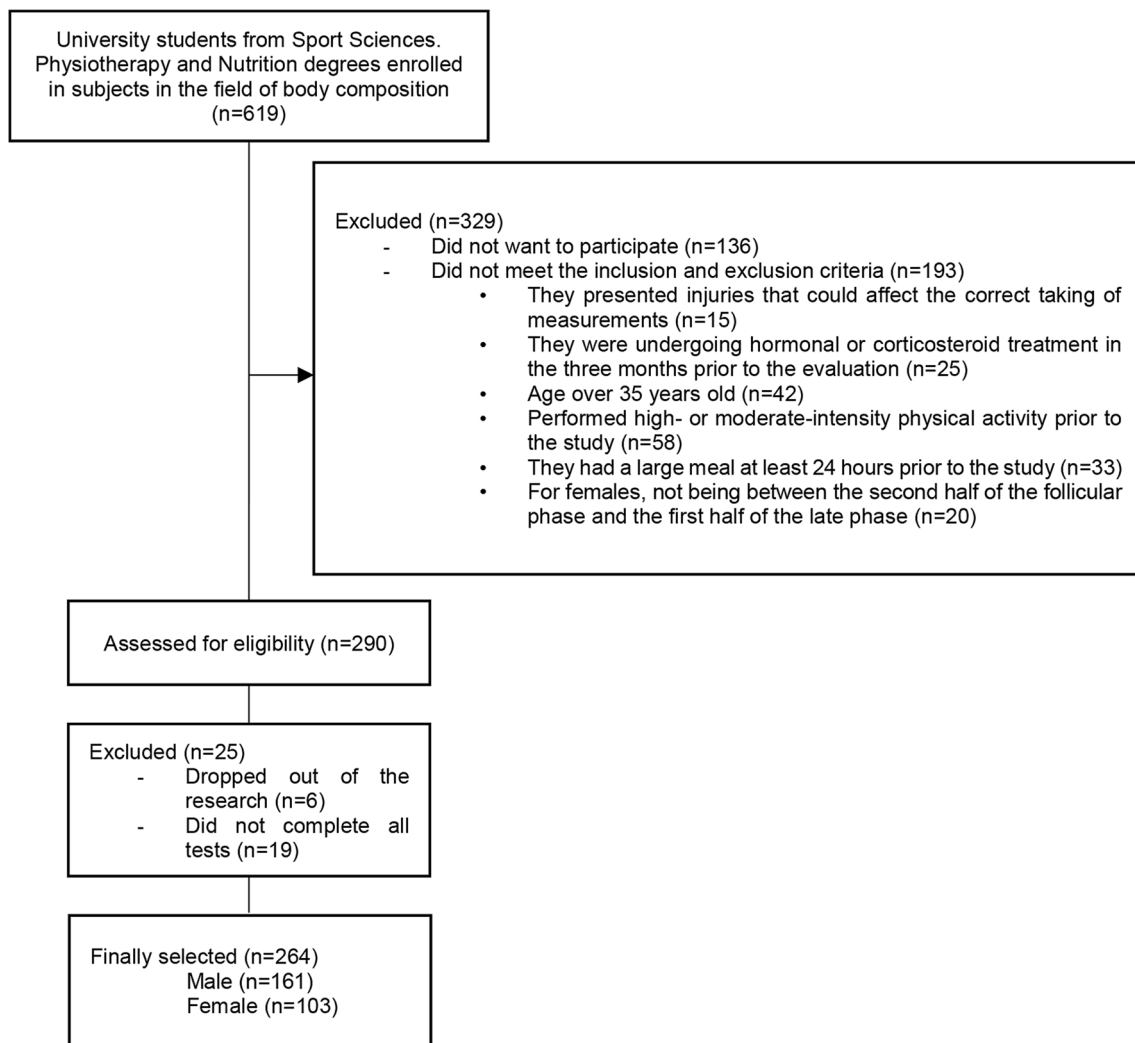 University students from Sport Sciences.
Physiotherapy and Nutrition degrees enrolled
in subjects in the field of body composition
(n=619)
Excluded (n=329)
- Did not want to participate (n=136)
- Did not meet the inclusion and exclusion criteria (n=193)
• They presented injuries that could affect the correct taking of
measurements (n=15)
• They were undergoing hormonal or corticosteroid treatment in
the three months prior to the evaluation (n=25)
• Age over 35 years old (n=42)
• Performed high- or moderate-intensity physical activity prior to
the study (n=58)
• They had a large meal at least 24 hours prior to the study (n=33)
• For females, not being between the second half of the follicular
phase and the first half of the late phase (n=20)
Assessed for eligibility (n=290)
Excluded (n=25)
- Dropped out of the
research (n=6)
- Did not complete all
tests (n=19)
Finally selected (n=264)
Male (n=161)
Female (n=103)